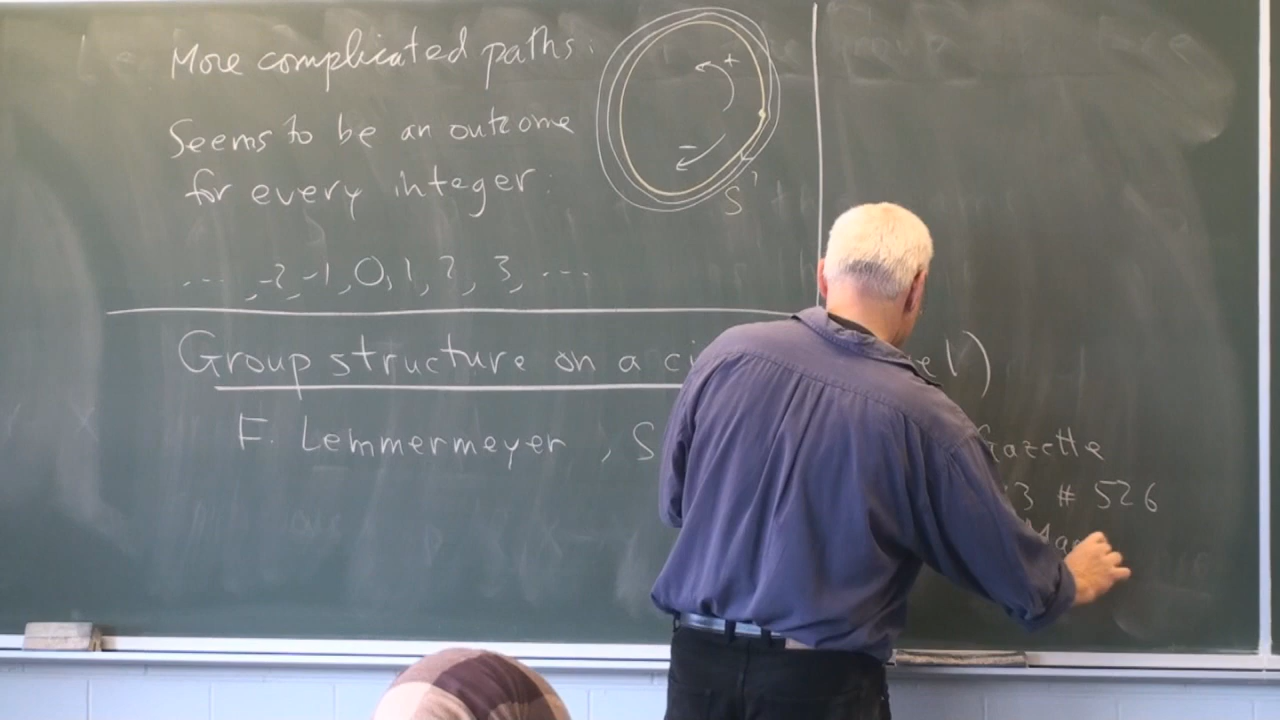 More complicated paths:
+
−
S¹
Seems to be an outcome
for every integer:
..., -2, -1, 0, 1, 2, 3, ...
Group structure on a
F. Lemmermeyer,
Gazette
# 526